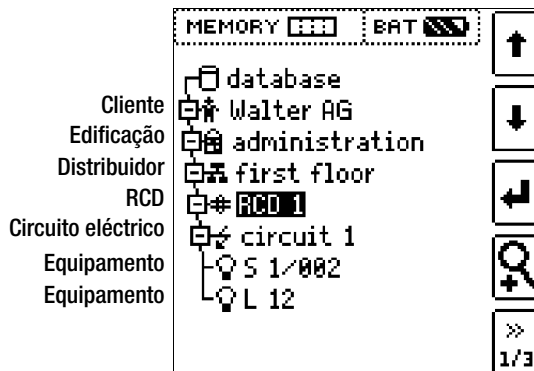 MEMORY BAT
database
Cliente Walter AG
Edificação administration
Distribuidor first floor
RCD RCD 1
Circuito eléctrico circuit 1
Equipamento S 1/002
Equipamento L 12
»
1/3